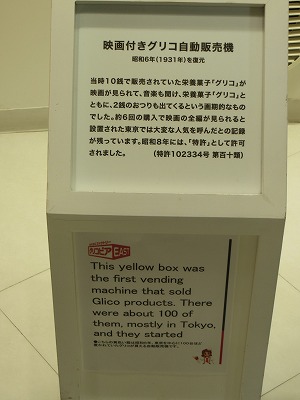 映画付きグリコ自動販売機
昭和6年(1931年)を復元
当時10銭で販売されていた栄養菓子「グリコ」が
映画が見られて、音楽も聞け、栄養菓子「グリコ」と
ともに、2銭のおつりも出てくるという画期的なもの
でした。約6回の購入で映画の全編が見られると
設置された東京では大変な人気を呼んだとの記録
が残っています。昭和8年には、「特許」として許可
されました。 (特許102334号 第百十類)
EAST
This yellow box was
the first vending
machine that sold
Glico products. There
were about 100 of
them, mostly in Tokyo,
and they started